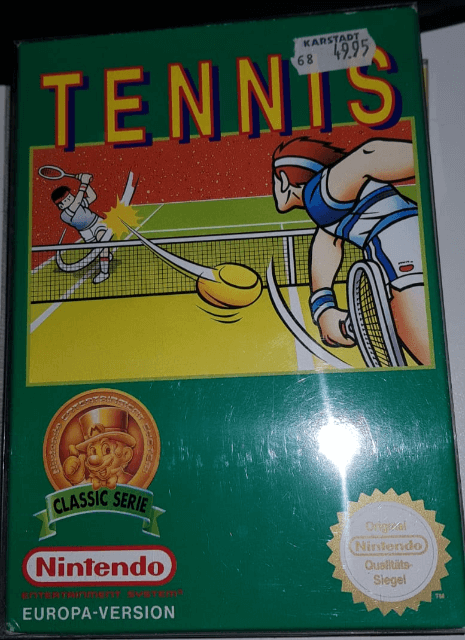 KARSTADT
68 49.95
TENNIS
CLASSIC SERIE
Nintendo
ENTERTAINMENT SYSTEM
EUROPA-VERSION
Original
Nintendo
Qualitäts-
Siegel
TM